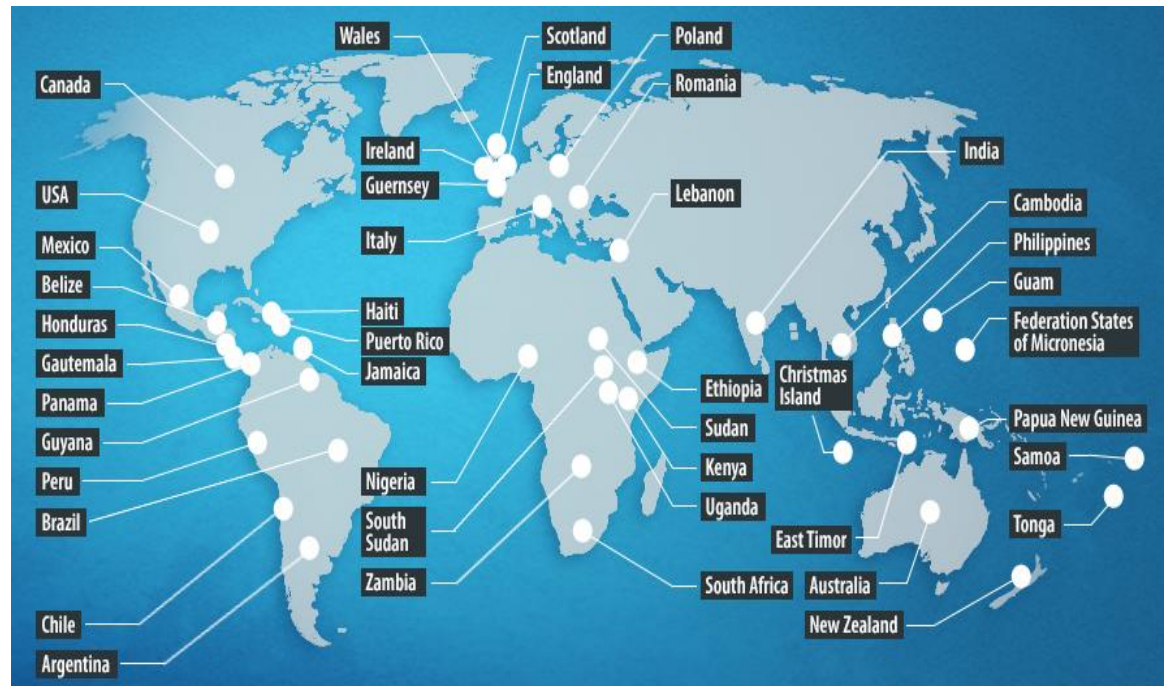 Wales
Scotland
Poland
England
Canada
Romania
Ireland
India
Guernsey
USA
Lebanon
Cambodia
Italy
Mexico
Philippines
Belize
Guam
Haiti
Honduras
Puerto Rico
Federation States
of Micronesia
Gautemala
Jamaica
Ethiopia
Christmas
Island
Panama
Sudan
Papua New Guinea
Guyana
Samoa
Kenya
Peru
Nigeria
Uganda
Brazil
South
Sudan
East Timor
Tonga
Zambia
South Africa
Australia
Chile
New Zealand
Argentina